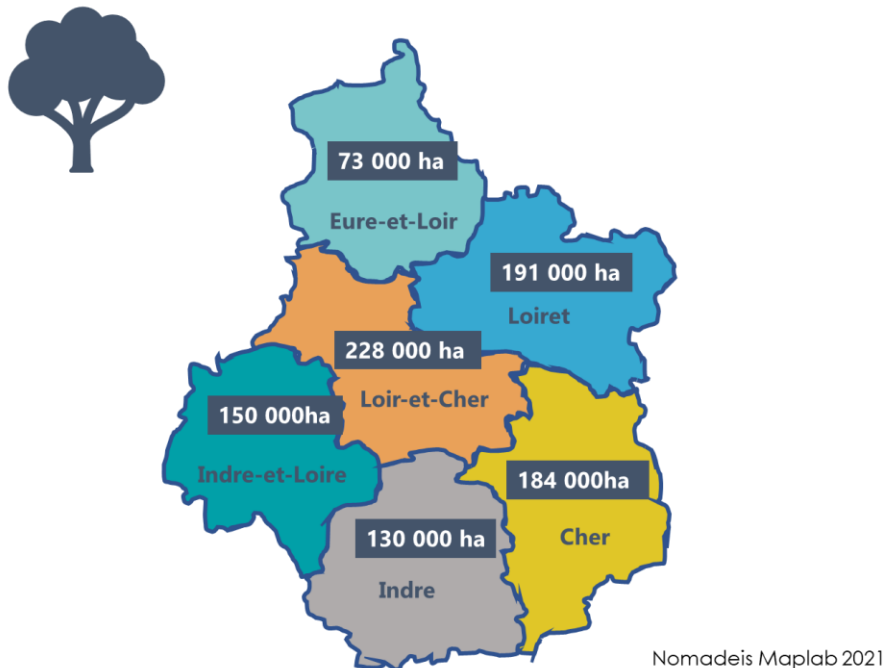 73 000 ha
Eure-et-Loir
191 000 ha
Loiret
228 000 ha
Loir-et-Cher
150 000ha
Indre-et-Loire
184 000ha
Cher
130 000 ha
Indre
Nomadeis Maplab 2021